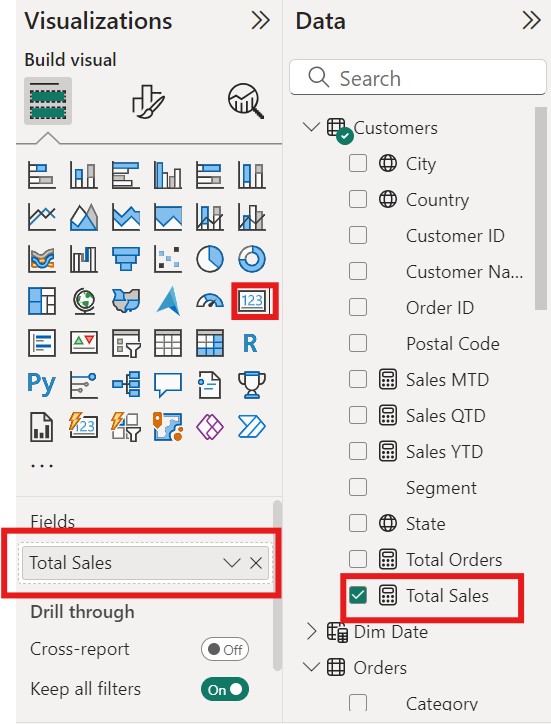 Visualizations
Build visual
123
R
Py
123
...
Fields
Total Sales
Drill through
Cross-report
Off
Keep all filters
On
Data
Search
Customers
City
Country
Customer ID
Customer Na...
Order ID
Postal Code
Sales MTD
Sales QTD
Sales YTD
Segment
State
Total Orders
Total Sales
Dim Date
Orders
Category